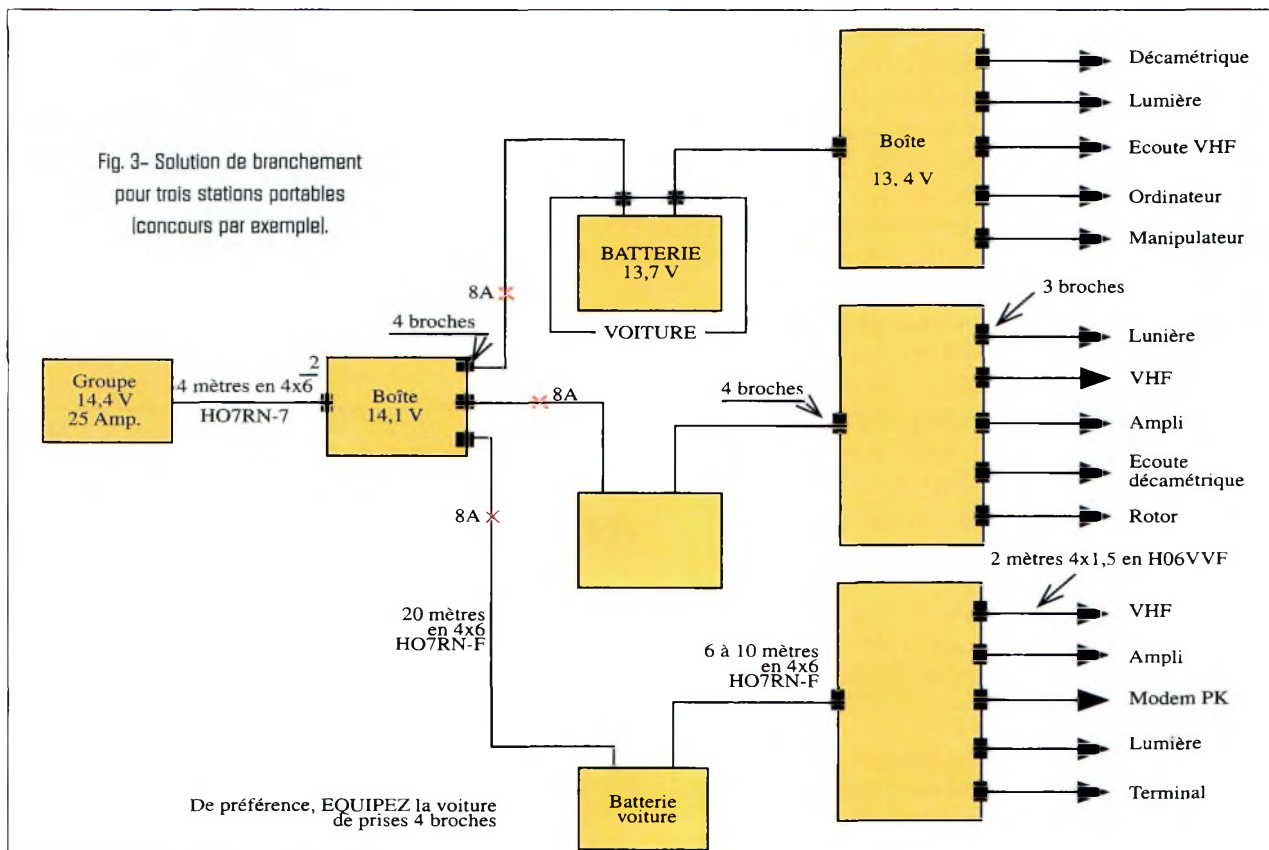 Fig. 3– Solution de branchement
pour trois stations portables
(concours par exemple).
Groupe
14,4 V
25 Amp.
4 mètres en 4x6
2
HO7RN-7
Boîte
14,1 V
4 broches
8A
8A
8A
BATTERIE
13,7 V
VOITURE
Boîte
13, 4 V
Décamétrique
Lumière
Ecoute VHF
Ordinateur
Manipulateur
3 broches
4 broches
Lunière
VHF
Ampli
Ecoute
décamétrique
Rotor
2 mètres 4x1,5 en H06VVF
20 mètres
en 4x6
HO7RN-F
6 à 10 mètres
en 4x6
HO7RN-F
VHF
Ampli
Modem PK
Lumière
Terminal
Batterie
voiture
De préférence, EQUIPEZ la voiture
de prises 4 broches